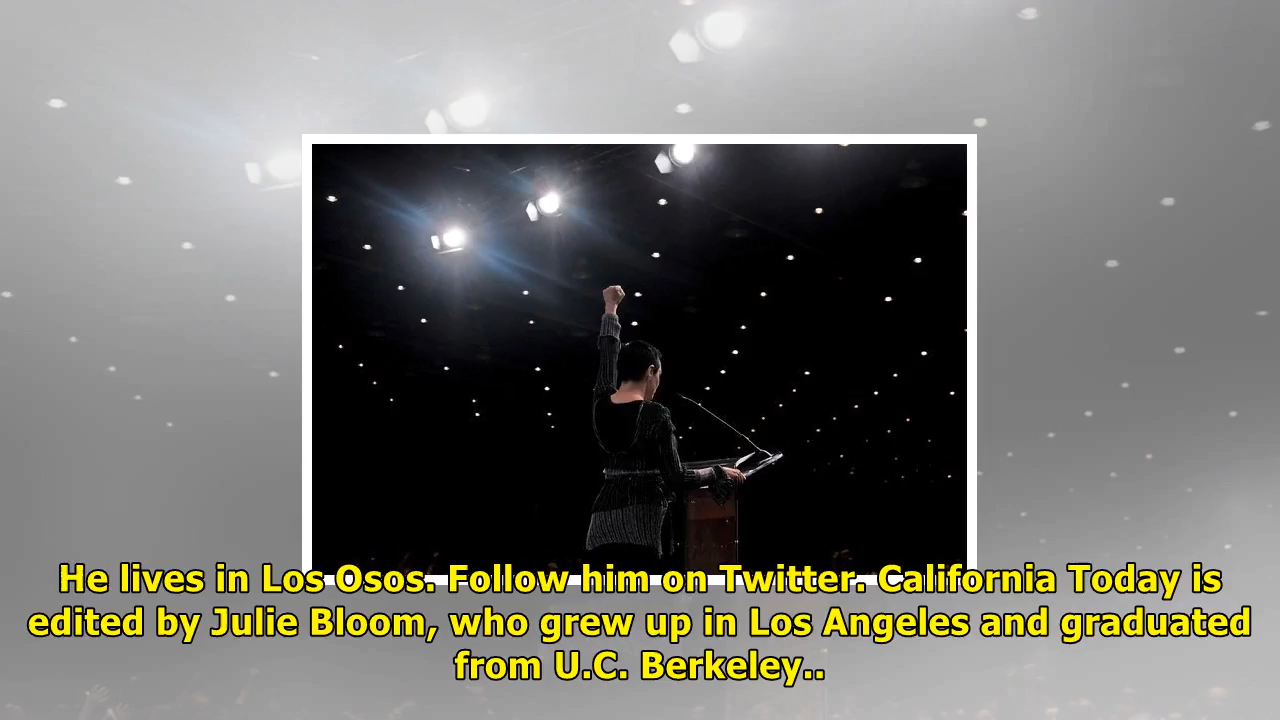 He lives in Los Osos. Follow him on Twitter. California Today is
edited by Julie Bloom, who grew up in Los Angeles and graduated
from U.C. Berkeley..